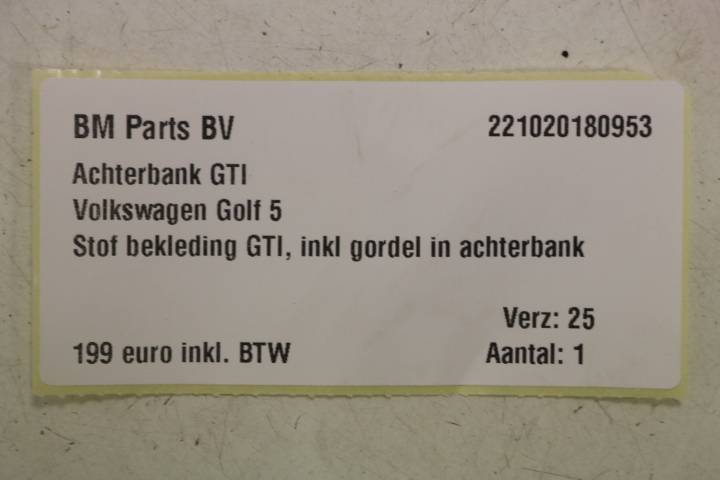 BM Parts BV 221020180953
Achterbank GTI
Volkswagen Golf 5
Stof bekleding GTI, inkl gordel in achterbank
Verz: 25
199 euro inkl. BTW Aantal: 1